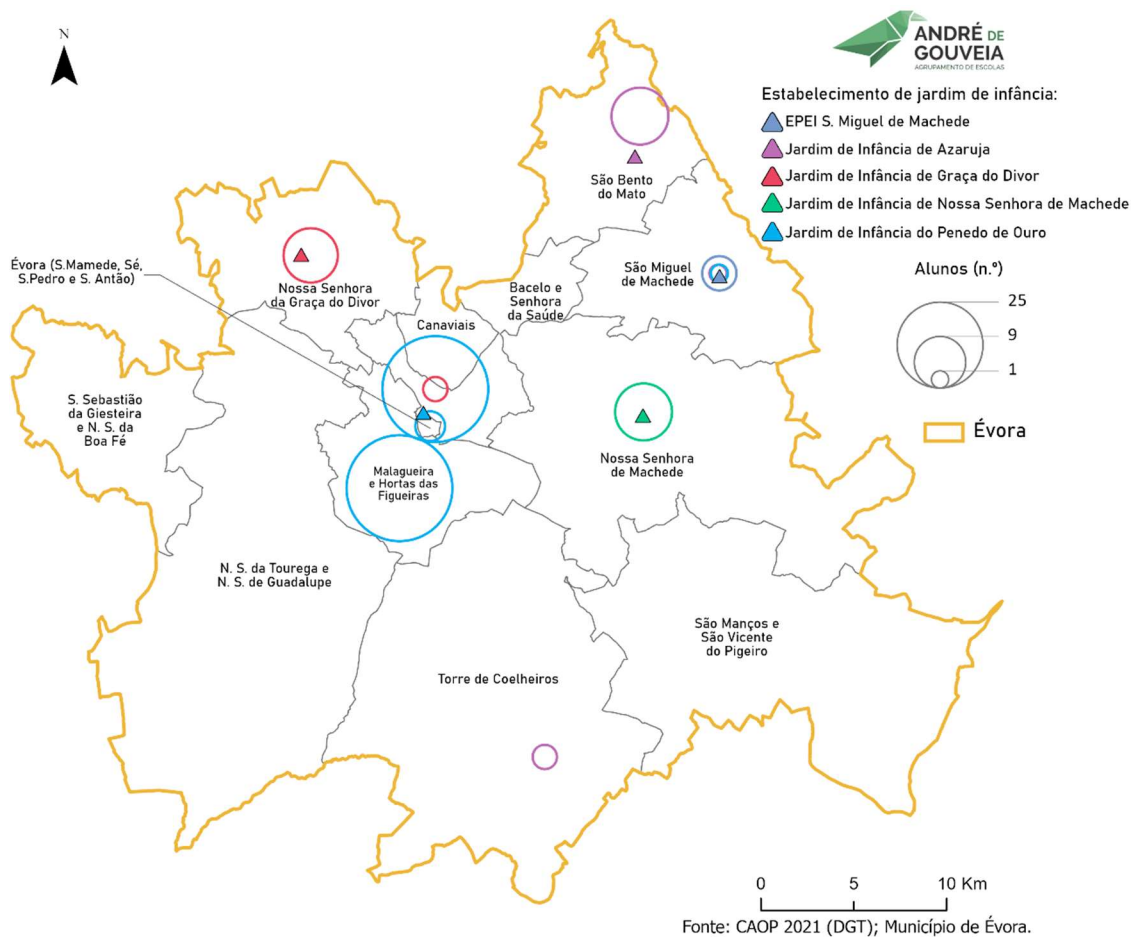 N
ANDRÉ DE
GOUVEIA
AGRUPAMENTO DE ESCOLAS
Estabelecimento de jardim de infância:
EPEI S. Miguel de Machede
Jardim de Infância de Azaruja
Jardim de Infância de Graça do Divor
Jardim de Infância de Nossa Senhora de Machede
Jardim de Infância do Penedo de Ouro
Alunos (n.º)
25
9
1
Évora
São Bento
do Mato
São Miguel
de Machede
Évora (S.Mamede, Sé,
S.Pedro e S. Antão)
Nossa Senhora
da Graça do Divor
Bacelo e
Senhora
da Saúde
Canaviais
S. Sebastião
da Giesteira
e N. S. da
Boa Fé
Nossa Senhora
de Machede
Malagueira
e Hortas das
Figueiras
N. S. da Tourega e
N. S. de Guadalupe
São Manços e
São Vicente
do Pigeiro
Torre de Coelheiros
0 5 10 Km
Fonte: CAOP 2021 (DGT); Município de Évora.